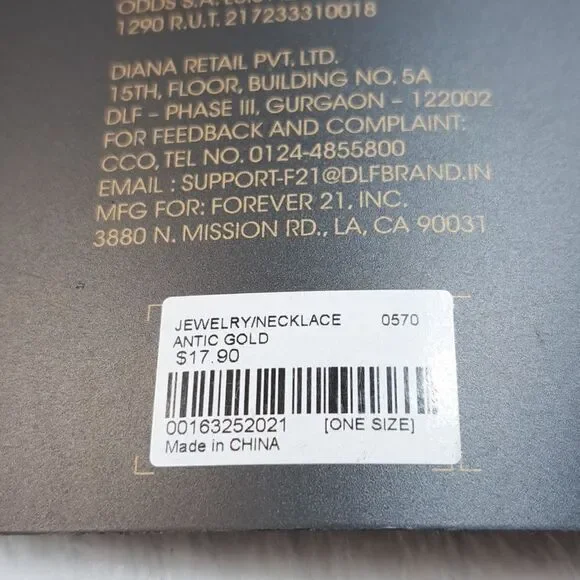 ODDS S.A.
1290 R.U.T. 217233310018
DIANA RETAIL PVT. LTD.
15TH, FLOOR, BUILDING NO. 5A
DLF – PHASE III, GURGAON – 122002
FOR FEEDBACK AND COMPLAINT:
CCO, TEL NO. 0124-4855800
EMAIL : SUPPORT-F21@DLFBRAND.IN
MFG FOR: FOREVER 21, INC.
3880 N. MISSION RD., LA, CA 90031
JEWELRY/NECKLACE 0570
ANTIC GOLD
$17.90
00163252021 [ONE SIZE]
Made in CHINA